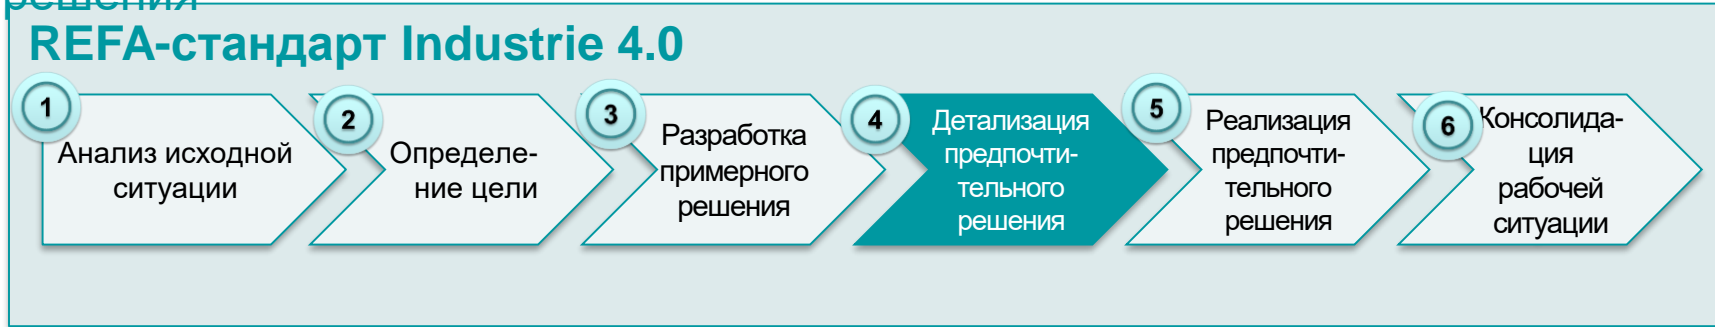 решения
REFA-стандарт Industrie 4.0
1
Анализ исходной
ситуации
2
Определе-
ние цели
3
Разработка
примерного
решения
4
Детализация
предпочти-
тельного
решения
5
Реализация
предпочти-
тельного
решения
6
Консолида-
ция
рабочей
ситуации